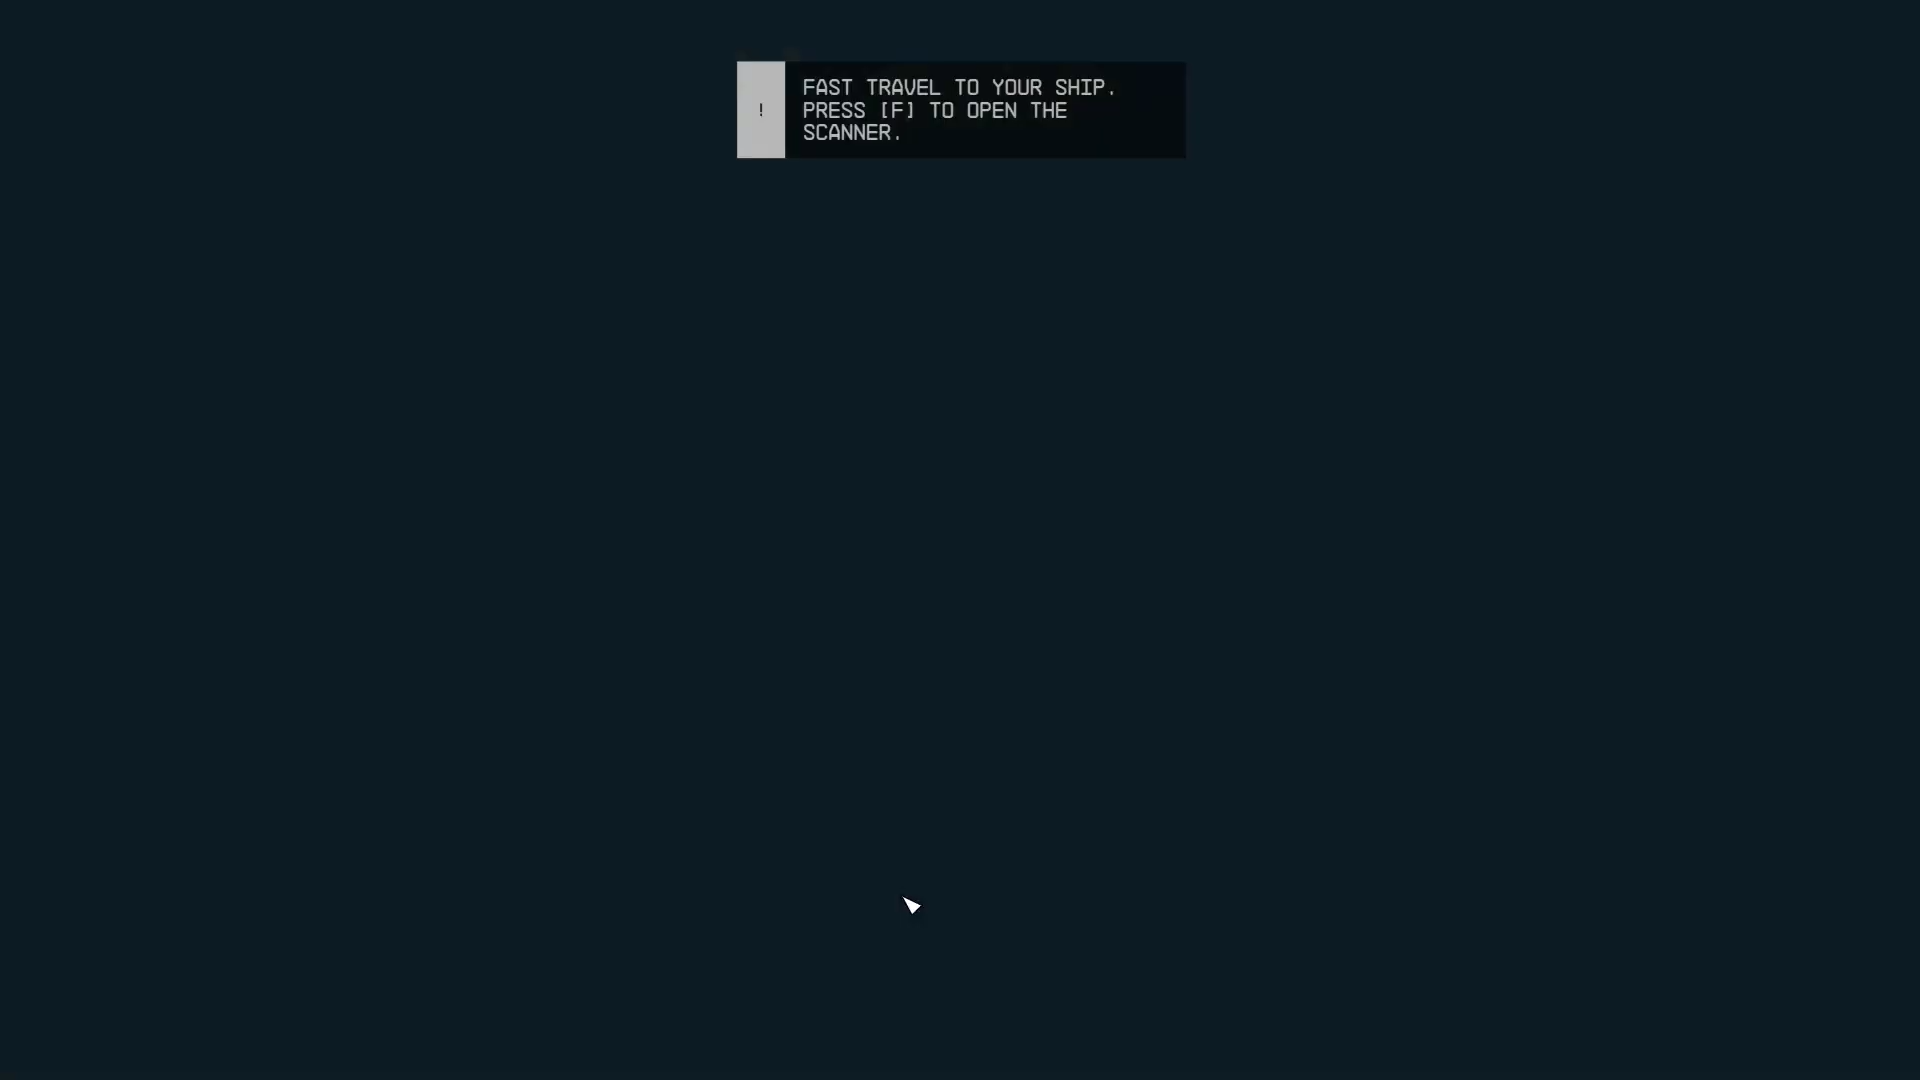 !
FAST TRAVEL TO YOUR SHIP.
PRESS [F] TO OPEN THE
SCANNER.